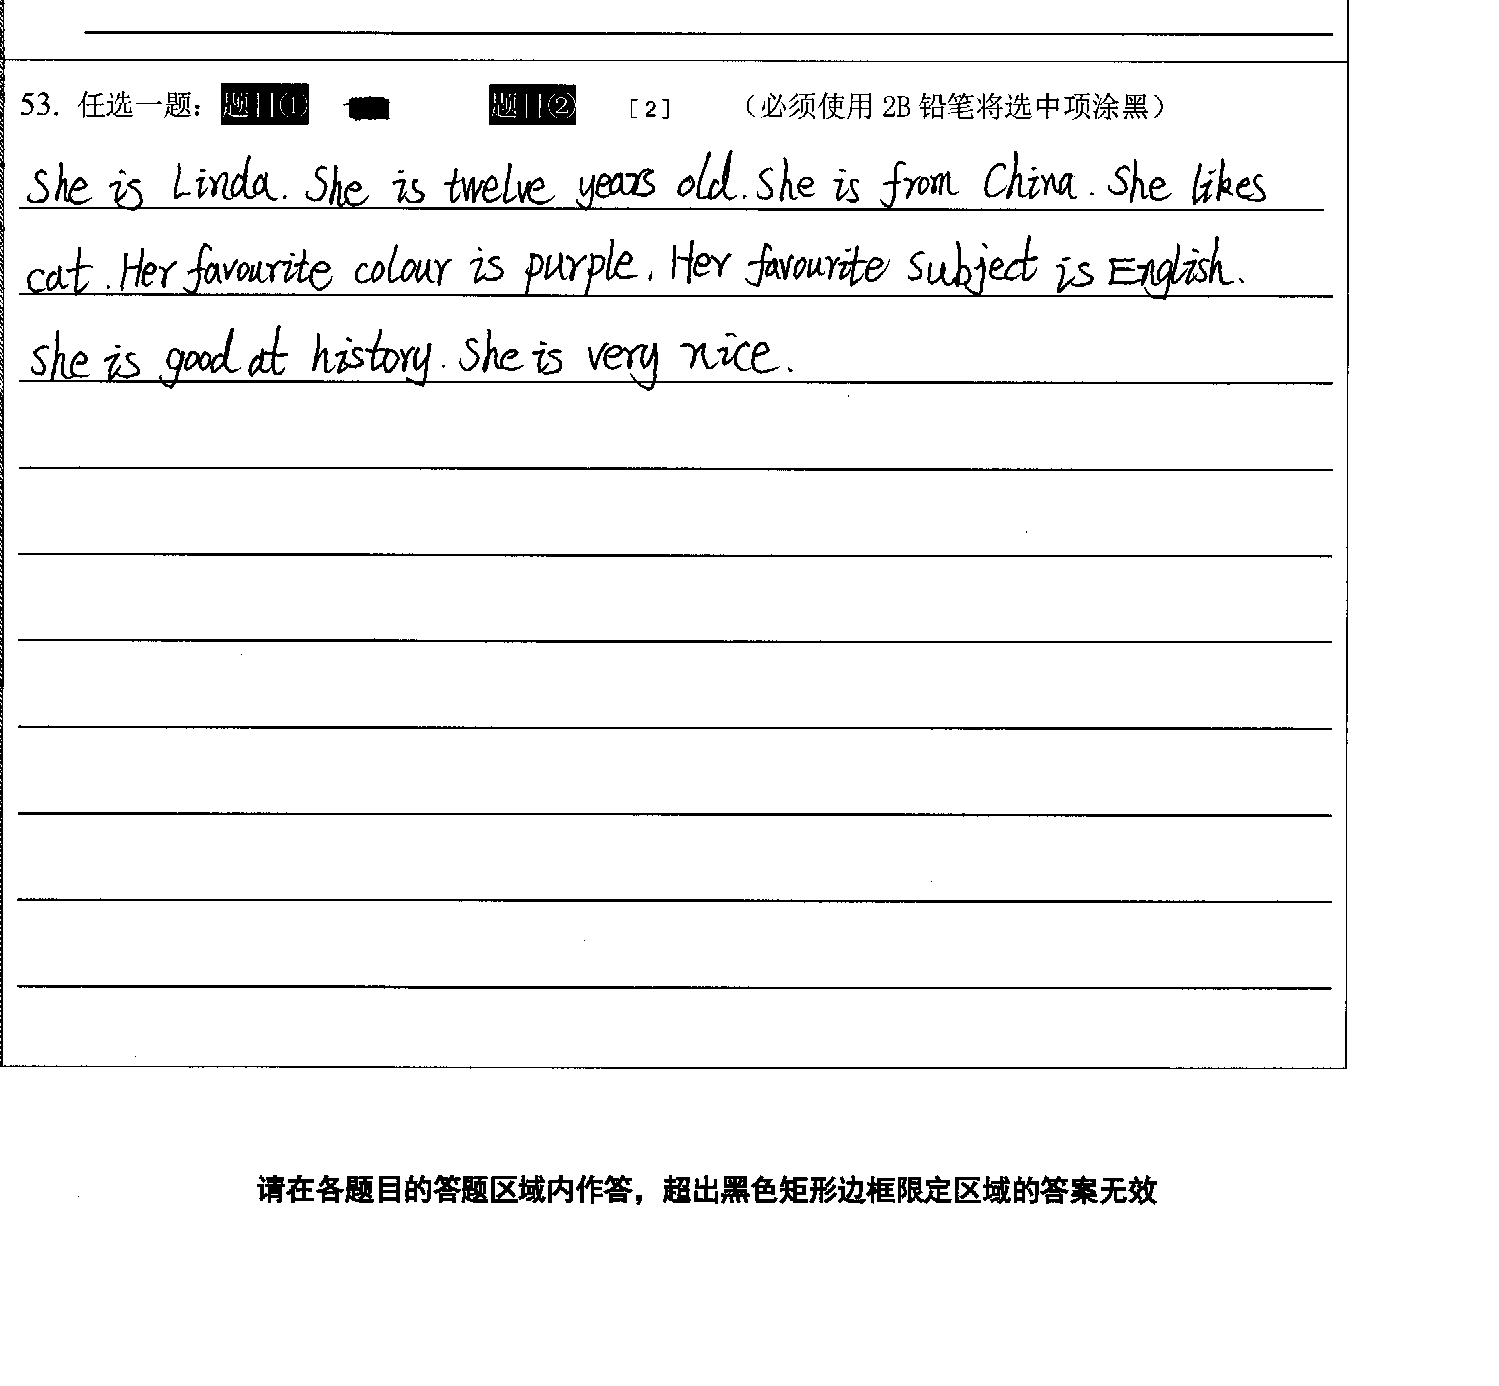 53. 任选一题： 题目① 题目② [2] （必须使用 2B 铅笔将选中项涂黑）
She is Linda. She is twelve years old. She is from China. She likes
cat. Her favourite colour is purple. Her favourite subject is English.
She is good at history. She is very nice.
请在各题目的答题区域内作答，超出黑色矩形边框限定区域的答案无效